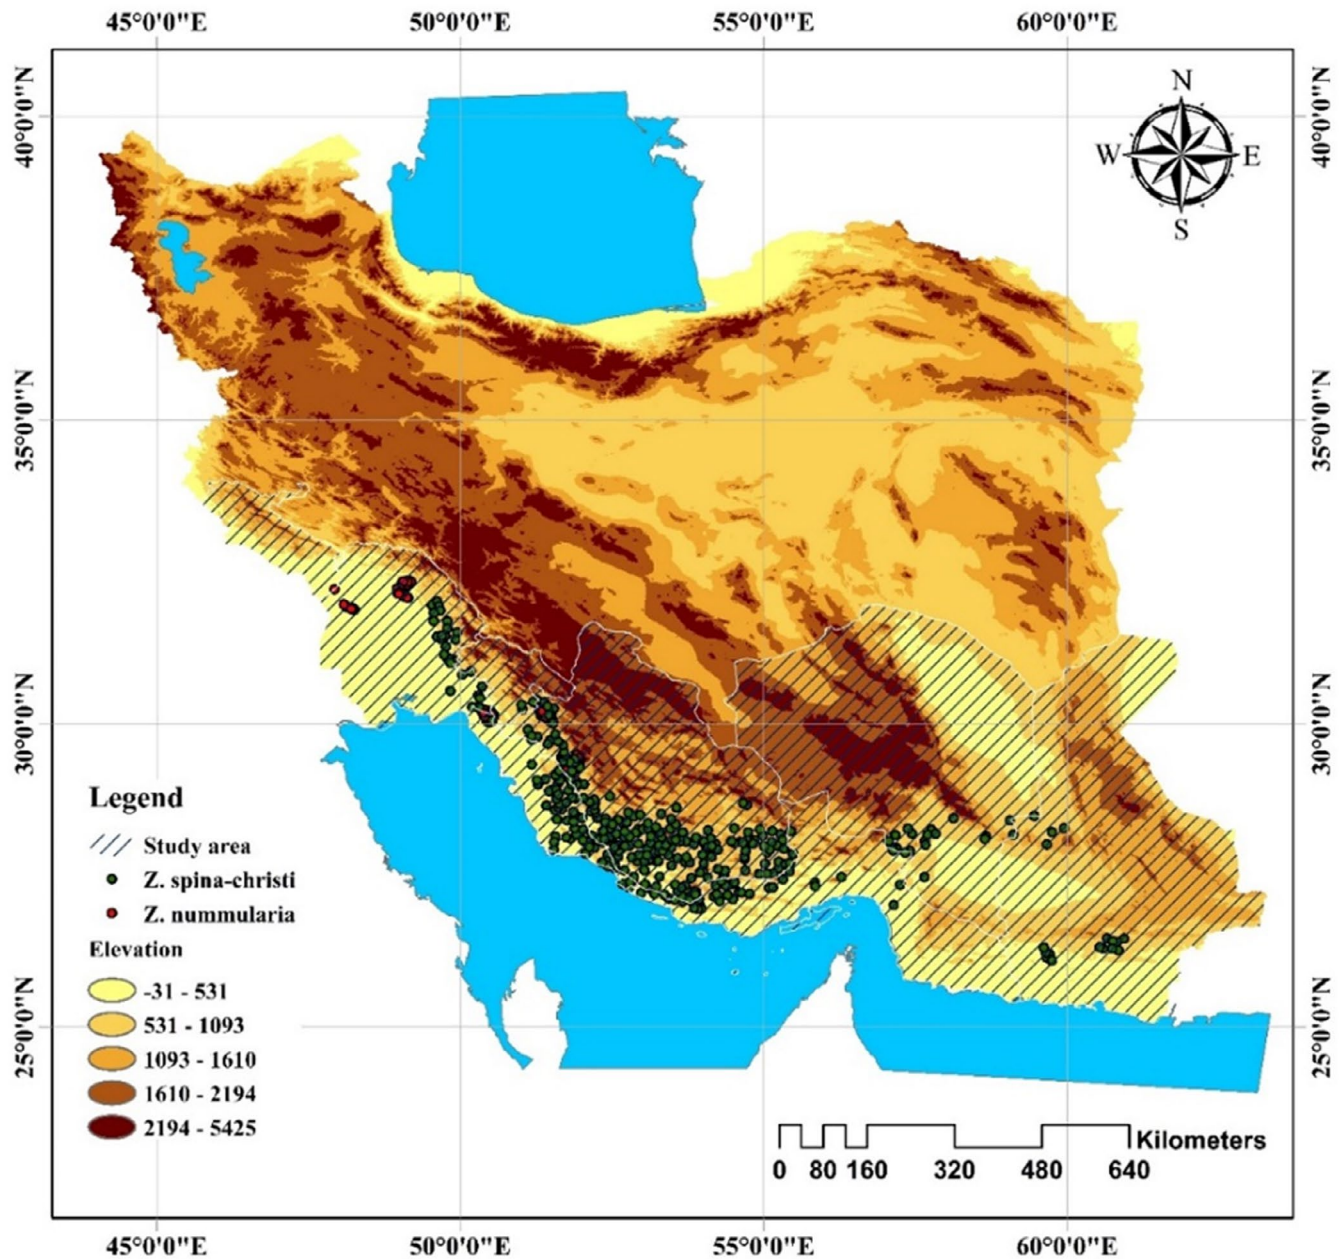 45°0'0"E 50°0'0"E 55°0'0"E 60°0'0"E
40°0'0"N 40°0'0"N
N
W E
S
35°0'0"N 35°0'0"N
30°0'0"N 30°0'0"N
Legend
Study area
Z. spina-christi
Z. nummularia
Elevation
-31 - 531
531 - 1093
1093 - 1610
1610 - 2194
2194 - 5425
25°0'0"N 25°0'0"N
Kilometers
0 80 160 320 480 640
45°0'0"E 50°0'0"E 55°0'0"E 60°0'0"E